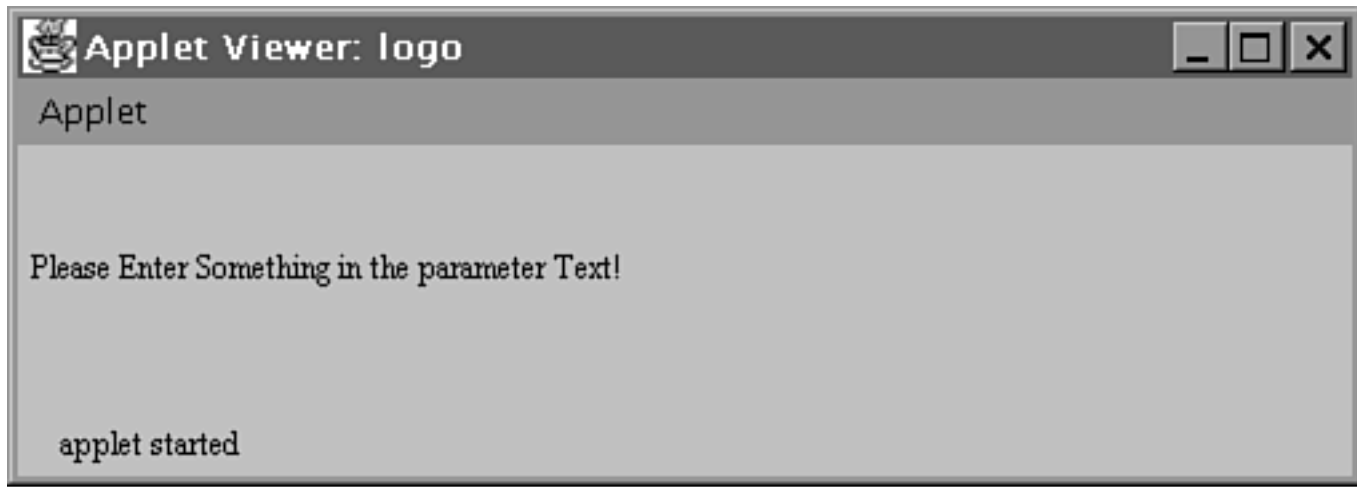 Applet Viewer: logo
Applet
Please Enter Something in the parameter Text!
applet started